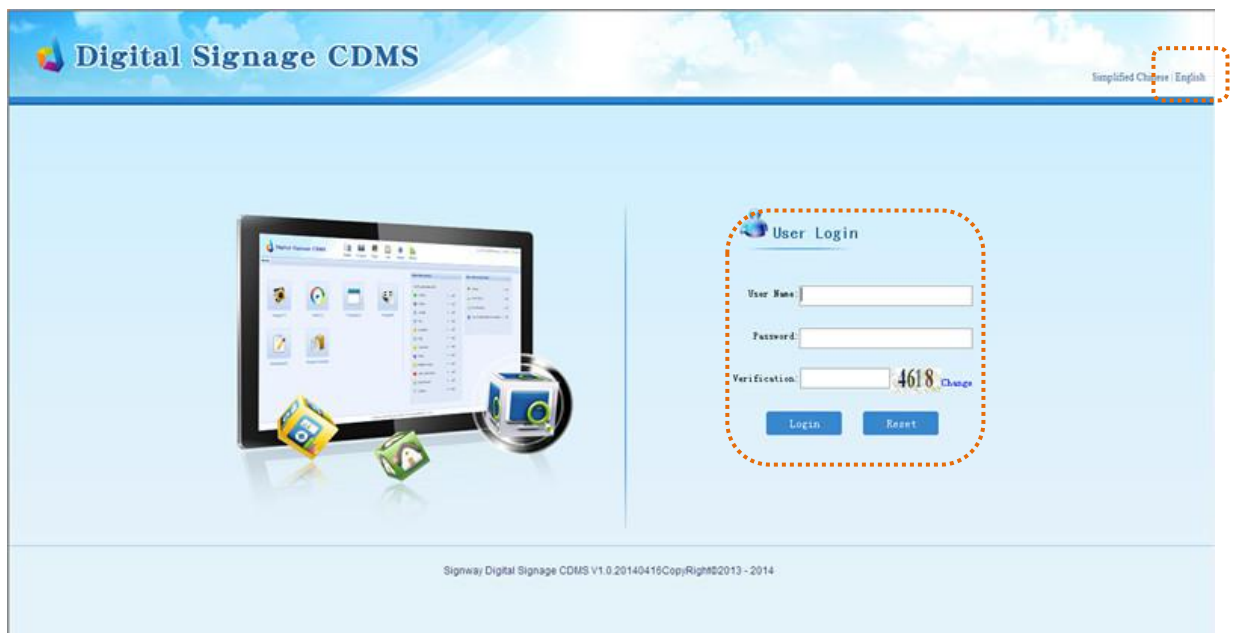 Digital Signage CDMS
Simplified Chinese | English
User Login
User Name:
Password:
Verification: 4618 Change
Login Reset
Signway Digital Signage CDMS V1.0.20140416CopyRight©2013 - 2014